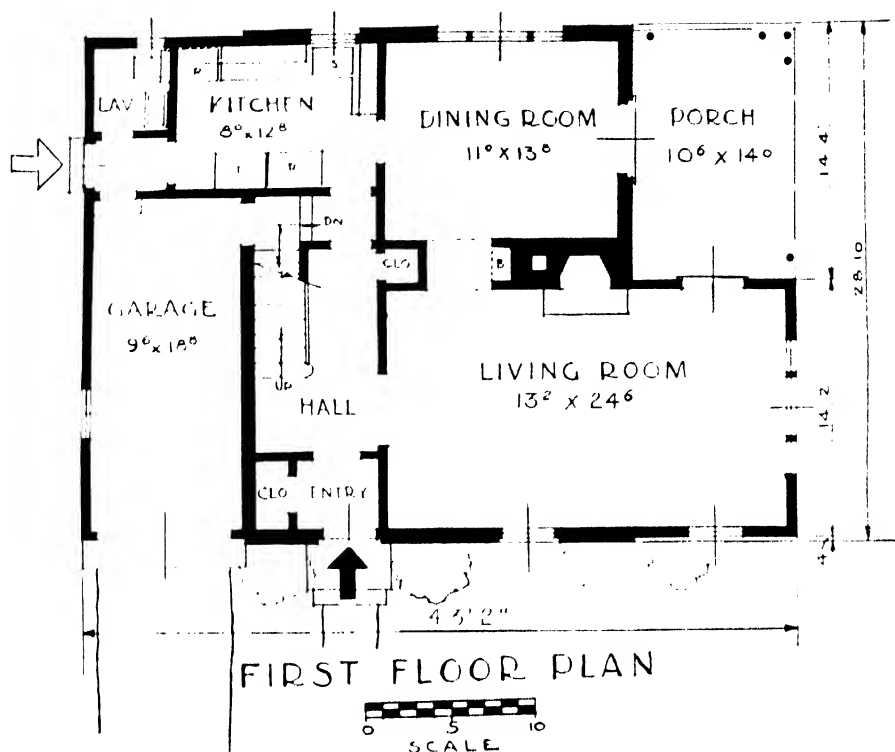 LAV
R
S
KITCHEN
8⁰ x 12⁸
T
R
DINING ROOM
11⁰ X 13⁸
PORCH
10⁶ X 14⁰
14 4
28 10
DN
CLO
B
GARAGE
9⁶ x 18⁸
UP
HALL
LIVING ROOM
13² X 24⁶
14 2
CLO
ENTRY
43'2"
FIRST FLOOR PLAN
0 5 10
SCALE